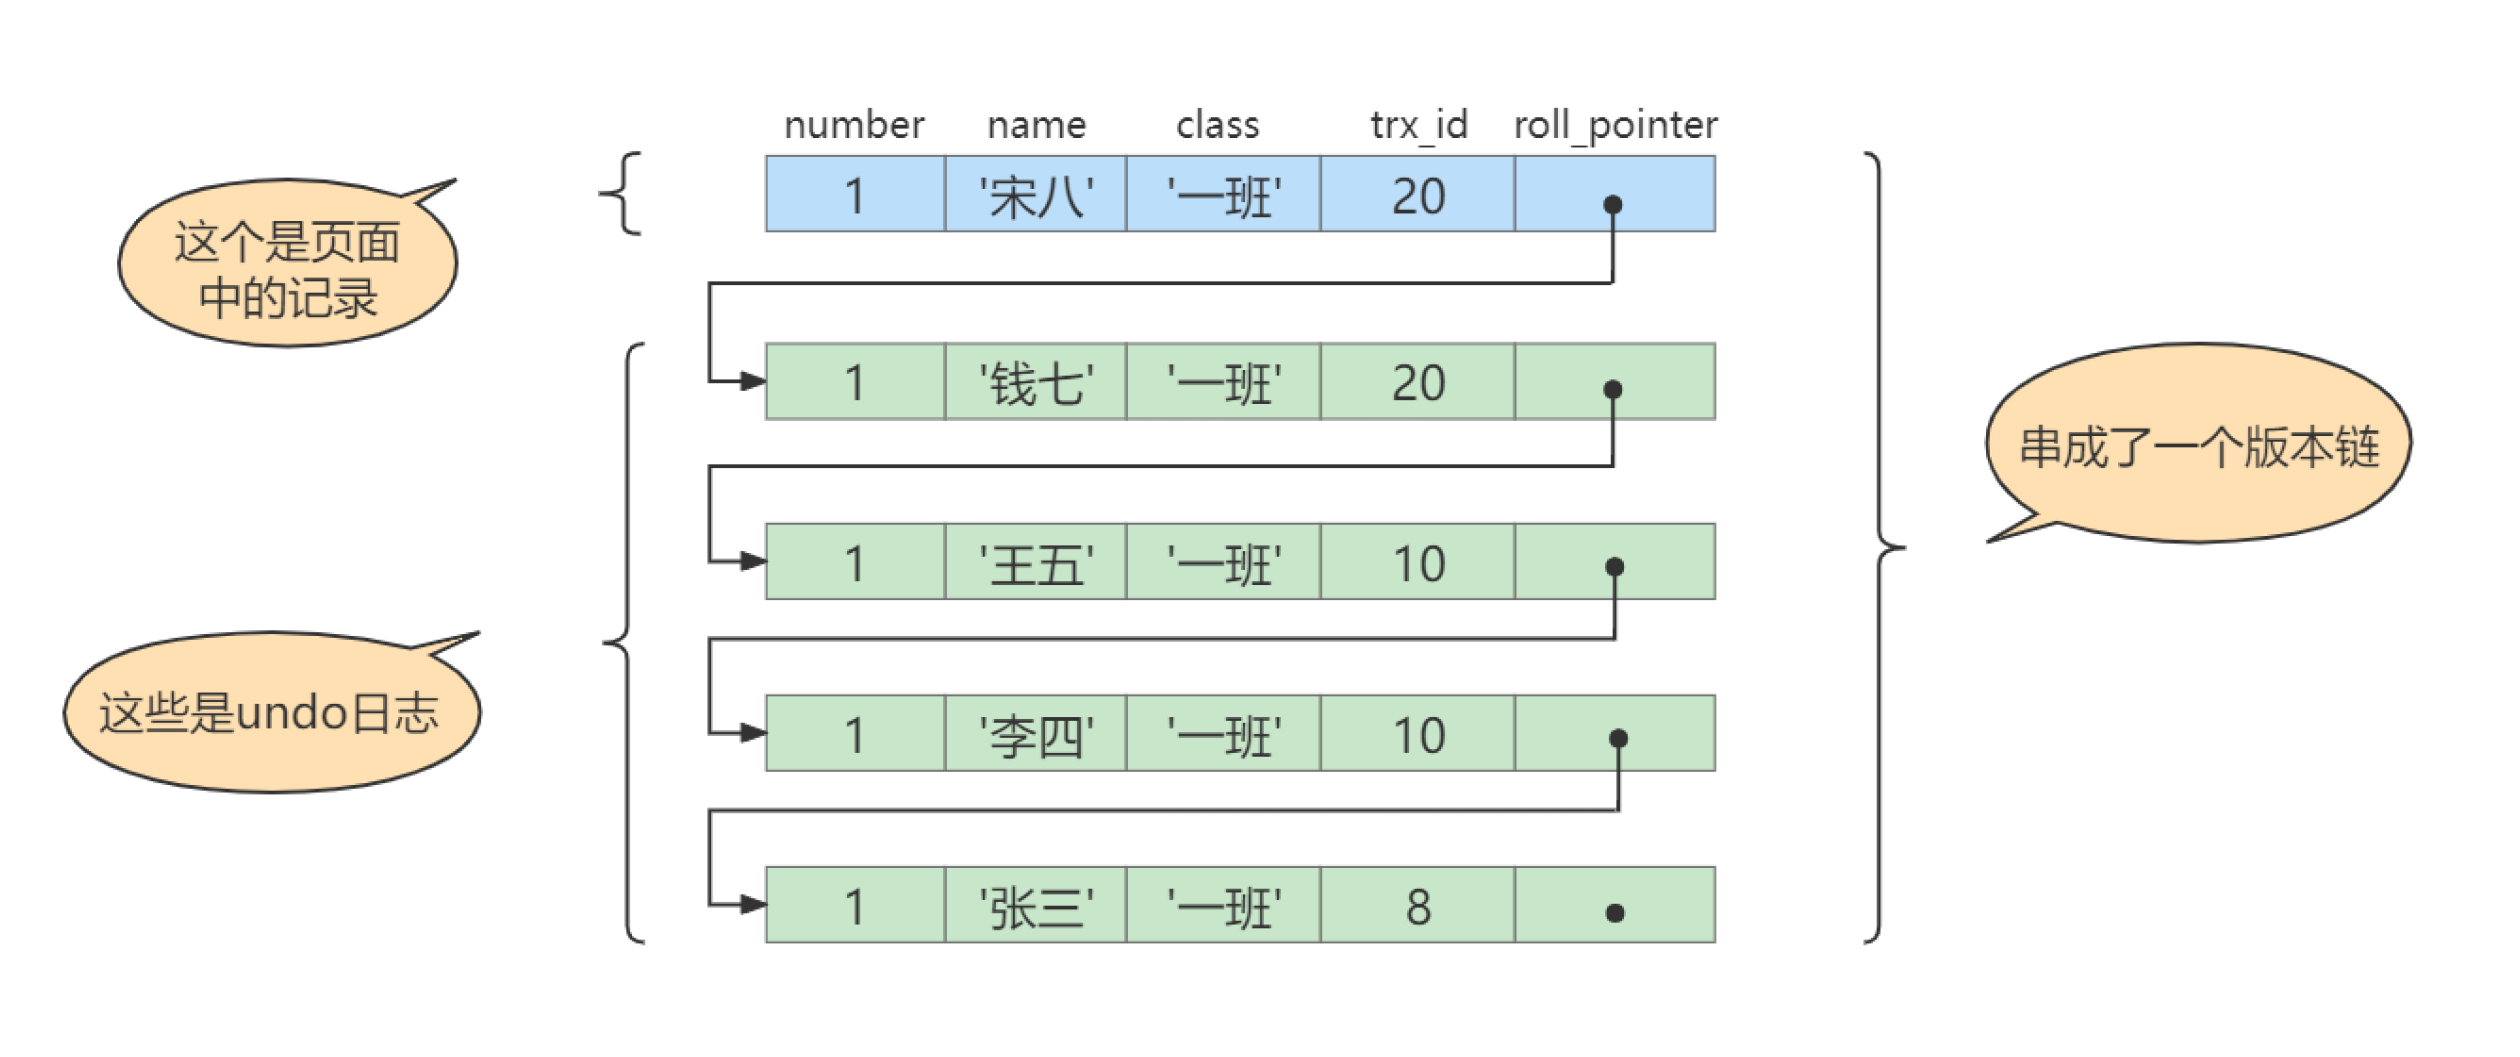 number name class trx_id roll_pointer
1 '宋八' '一班' 20
这个是页面
中的记录
1 '钱七' '一班' 20
串成了一个版本链
1 '王五' '一班' 10
这些是undo日志
1 '李四' '一班' 10
1 '张三' '一班' 8